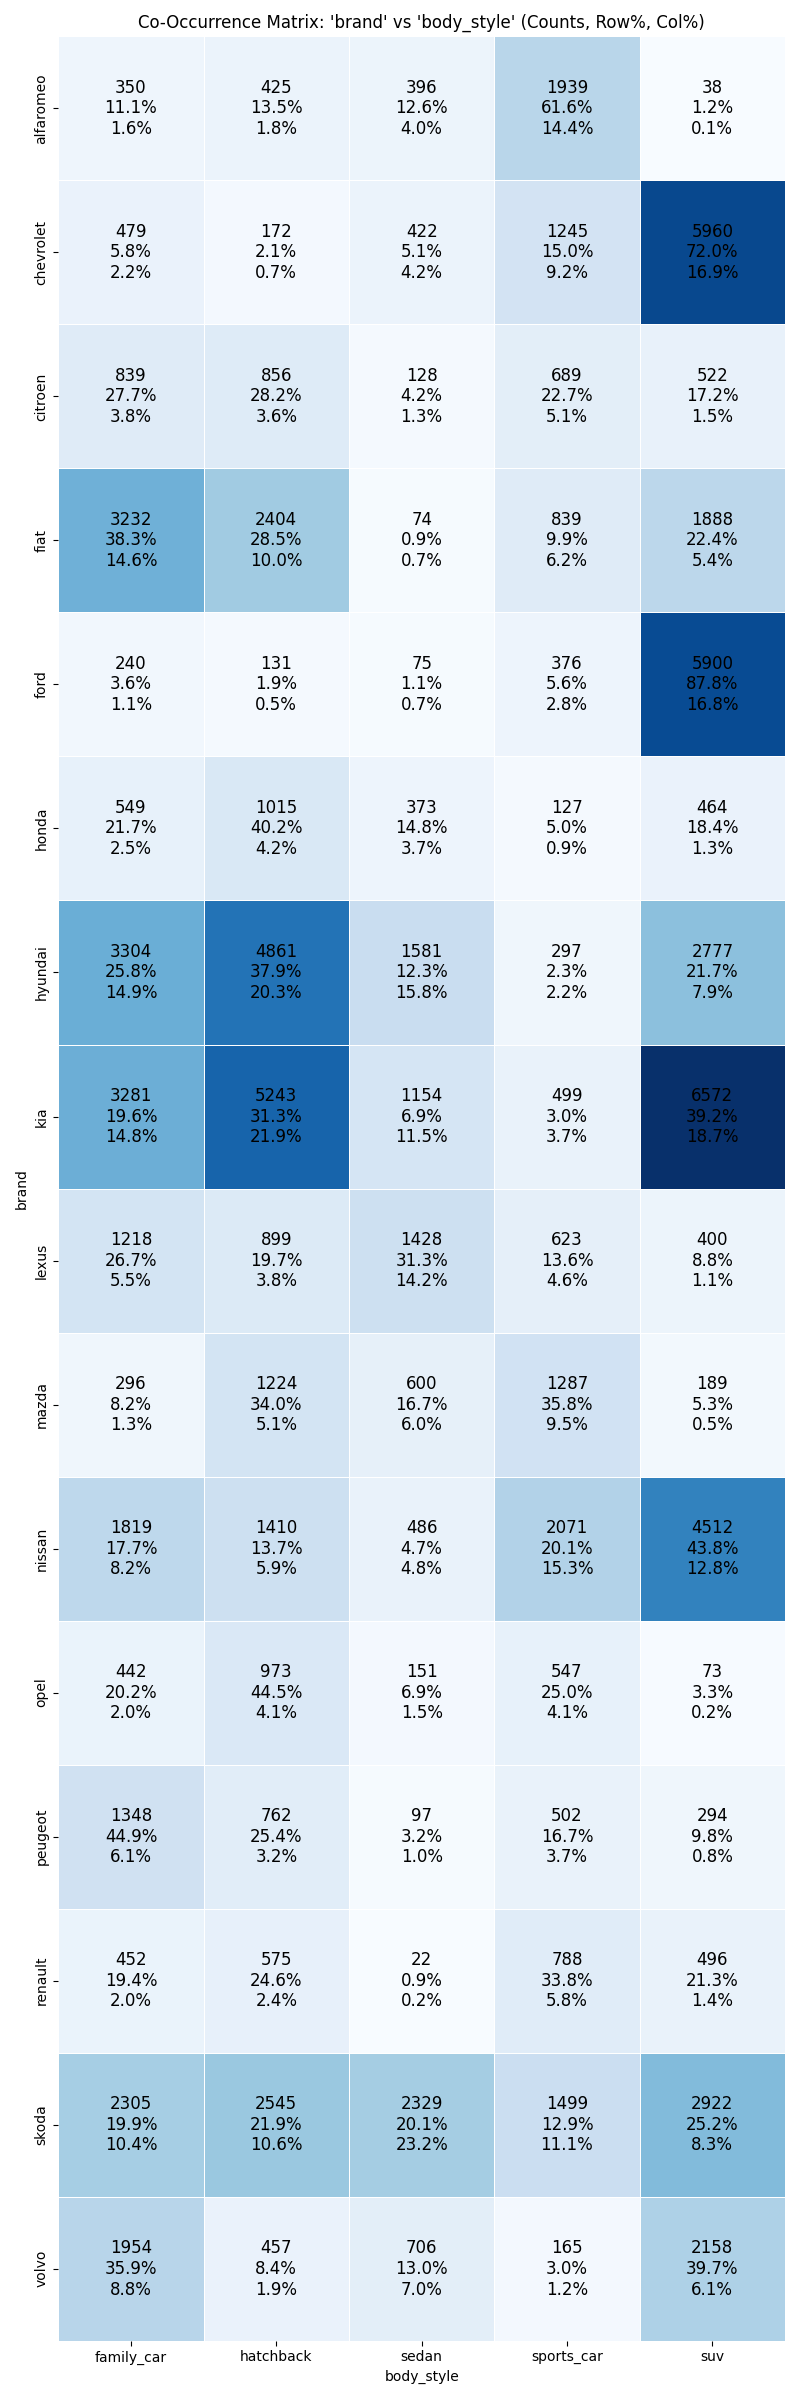 Co-Occurrence Matrix: 'brand' vs 'body_style' (Counts, Row%, Col%)
alfaromeo
350 425 396 1939 38
11.1% 13.5% 12.6% 61.6% 1.2%
1.6% 1.8% 4.0% 14.4% 0.1%
chevrolet
479 172 422 1245 5960
5.8% 2.1% 5.1% 15.0% 72.0%
2.2% 0.7% 4.2% 9.2% 16.9%
citroen
839 856 128 689 522
27.7% 28.2% 4.2% 22.7% 17.2%
3.8% 3.6% 1.3% 5.1% 1.5%
fiat
3232 2404 74 839 1888
38.3% 28.5% 0.9% 9.9% 22.4%
14.6% 10.0% 0.7% 6.2% 5.4%
ford
240 131 75 376 5900
3.6% 1.9% 1.1% 5.6% 87.8%
1.1% 0.5% 0.7% 2.8% 16.8%
honda
549 1015 373 127 464
21.7% 40.2% 14.8% 5.0% 18.4%
2.5% 4.2% 3.7% 0.9% 1.3%
hyundai
3304 4861 1581 297 2777
25.8% 37.9% 12.3% 2.3% 21.7%
14.9% 20.3% 15.8% 2.2% 7.9%
kia
3281 5243 1154 499 6572
19.6% 31.3% 6.9% 3.0% 39.2%
14.8% 21.9% 11.5% 3.7% 18.7%
brand
lexus
1218 899 1428 623 400
26.7% 19.7% 31.3% 13.6% 8.8%
5.5% 3.8% 14.2% 4.6% 1.1%
mazda
296 1224 600 1287 189
8.2% 34.0% 16.7% 35.8% 5.3%
1.3% 5.1% 6.0% 9.5% 0.5%
nissan
1819 1410 486 2071 4512
17.7% 13.7% 4.7% 20.1% 43.8%
8.2% 5.9% 4.8% 15.3% 12.8%
opel
442 973 151 547 73
20.2% 44.5% 6.9% 25.0% 3.3%
2.0% 4.1% 1.5% 4.1% 0.2%
peugeot
1348 762 97 502 294
44.9% 25.4% 3.2% 16.7% 9.8%
6.1% 3.2% 1.0% 3.7% 0.8%
renault
452 575 22 788 496
19.4% 24.6% 0.9% 33.8% 21.3%
2.0% 2.4% 0.2% 5.8% 1.4%
skoda
2305 2545 2329 1499 2922
19.9% 21.9% 20.1% 12.9% 25.2%
10.4% 10.6% 23.2% 11.1% 8.3%
volvo
1954 457 706 165 2158
35.9% 8.4% 13.0% 3.0% 39.7%
8.8% 1.9% 7.0% 1.2% 6.1%
family_car hatchback sedan sports_car suv
body_style